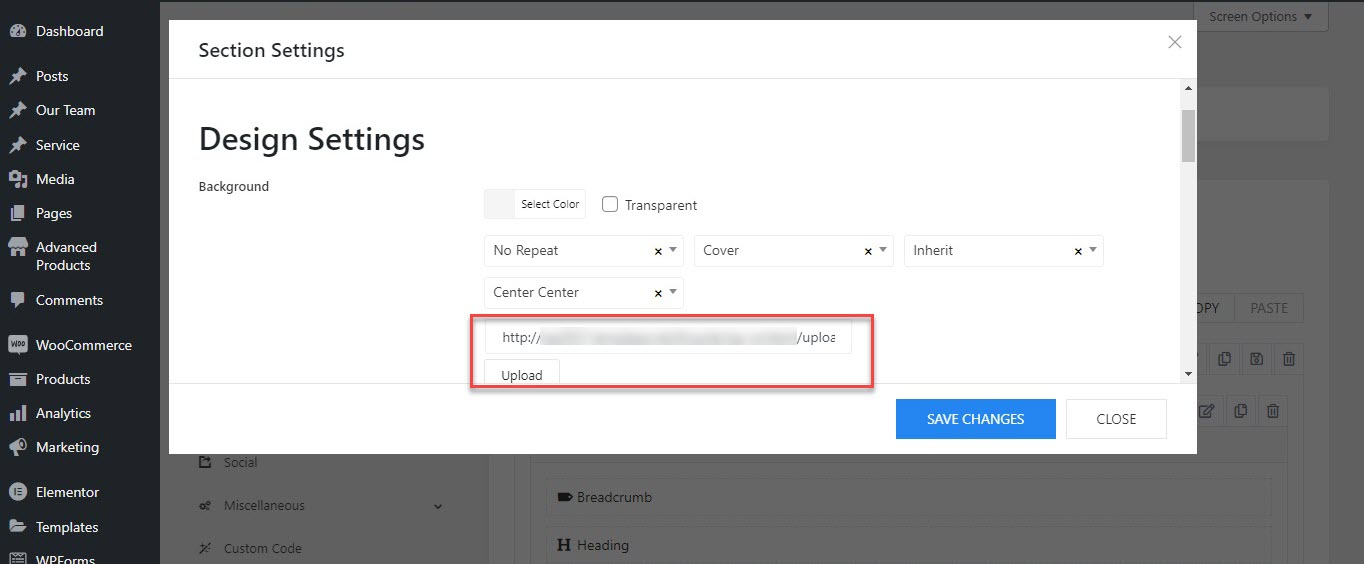 Dashboard
Posts
Our Team
Service
Media
Pages
Advanced
Products
Comments
WooCommerce
Products
Analytics
Marketing
Elementor
Templates
WPForms
Screen Options
Section Settings
Design Settings
Background
Select Color
Transparent
No Repeat
Cover
Inherit
Center Center
http://
/uploa
Upload
SAVE CHANGES
CLOSE
OPY
PASTE
Social
Miscellaneous
Custom Code
Breadcrumb
H Heading